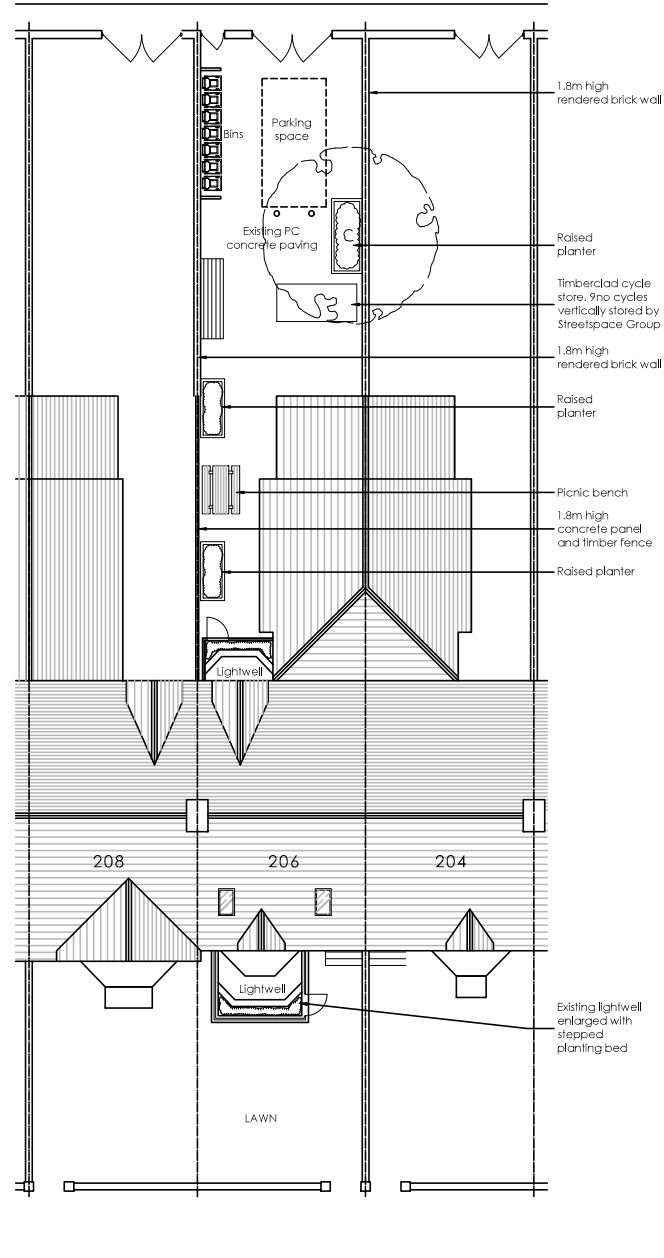 1.8m high
rendered brick wall
Parking
space
Bins
Existing PC
concrete paving
C
Raised
planter
Timberclad cycle
store. 9no cycles
vertically stored by
Streetspace Group
1.8m high
rendered brick wall
Raised
planter
Picnic bench
1.8m high
concrete panel
and timber fence
Raised planter
Lightwell
208
206
204
Lightwell
Existing lightwell
enlarged with
stepped
planting bed
LAWN